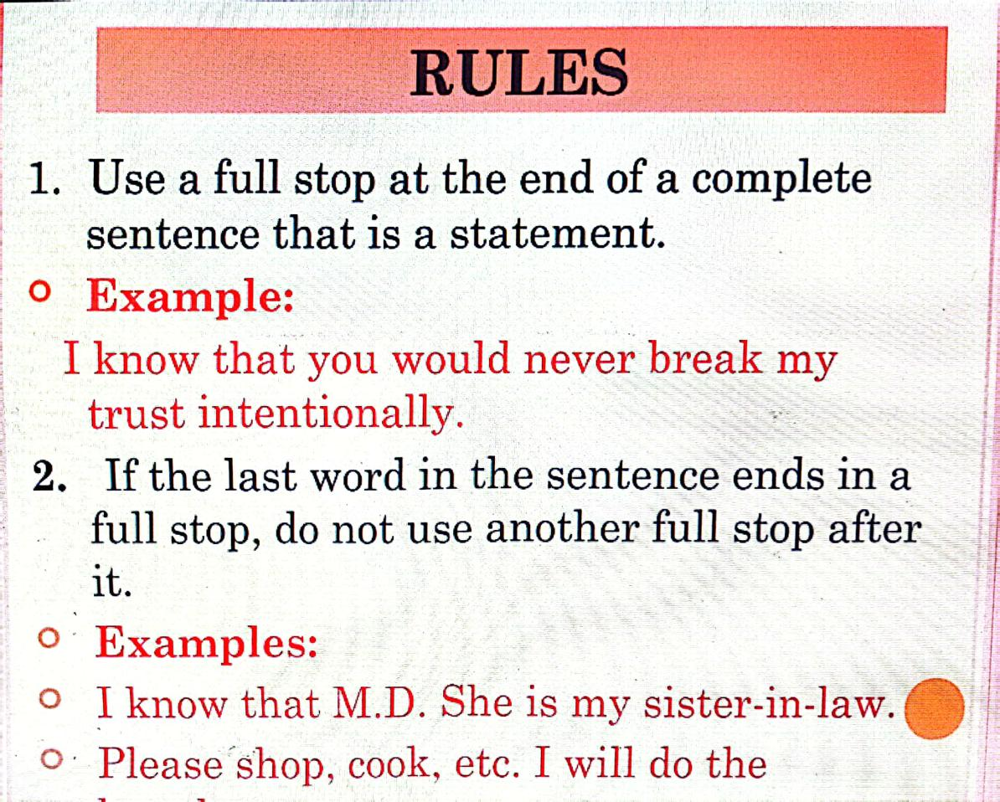 RULES
1. Use a full stop at the end of a complete
sentence that is a statement.
Example:
I know that you would never break my
trust intentionally.
2. If the last word in the sentence ends in a
full stop, do not use another full stop after
it.
Examples:
I know that M.D. She is my sister-in-law.
Please shop, cook, etc. I will do the